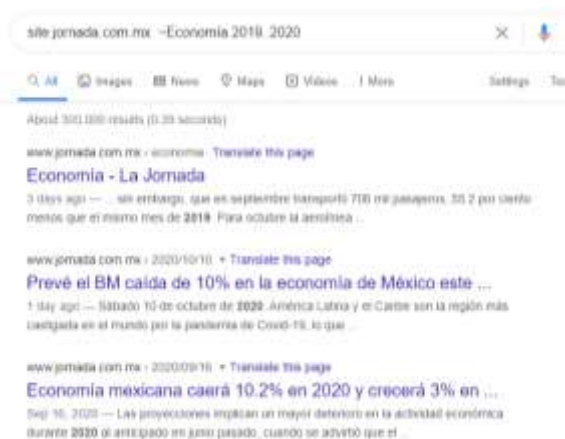 site:jornada.com.mx ~Economía 2019..2020
All Images News Maps Videos More Settings
About 300,000 results (0.39 seconds)
www.jornada.com.mx › economia Translate this page
Economía - La Jornada
3 days ago — ... sin embargo, que en septiembre transportó 706 mil pasajeros, 55.2 por ciento
menos que el mismo mes de 2019. Para octubre la aerolínea ...
www.jornada.com.mx › 2020/10/10 Translate this page
Prevé el BM caída de 10% en la economía de México este ...
1 day ago — Sábado 10 de octubre de 2020. América Latina y el Caribe son la región más
castigada en el mundo por la pandemia de Covid-19, lo que ...
www.jornada.com.mx › 2020/09/16 Translate this page
Economía mexicana caerá 10.2% en 2020 y crecerá 3% en ...
Sep 16, 2020 — Las proyecciones implican un mayor deterioro en la actividad económica
durante 2020 al anticipado en junio pasado, cuando se advirtió que el ...